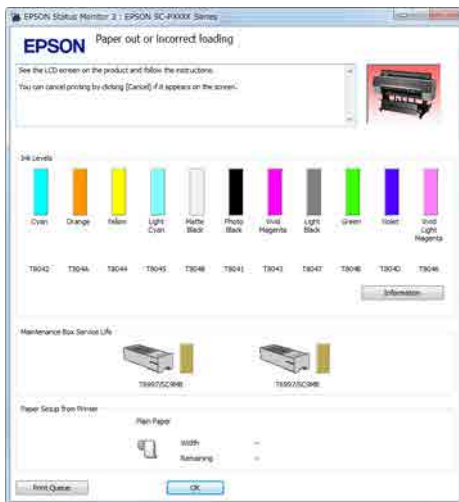 EPSON Status Monitor 3 : EPSON SC-PXXXX Series
EPSON
Paper out or incorrect loading
See the LCD screen on the product and follow the instructions.
You can cancel printing by clicking [Cancel] if it appears on the screen.
Ink Levels
Cyan Orange Yellow Light Cyan Matte Black Photo Black Vivid Magenta Light Black Green Violet Vivid Light Magenta
T8042 T804A T8044 T8045 T8048 T8041 T8043 T8047 T804B T804D T8046
Information
Maintenance Box Service Life
T6997/SC9MB T6997/SC9MB
Paper Setup from Printer
Plain Paper
Width --
Remaining --
Print Queue OK